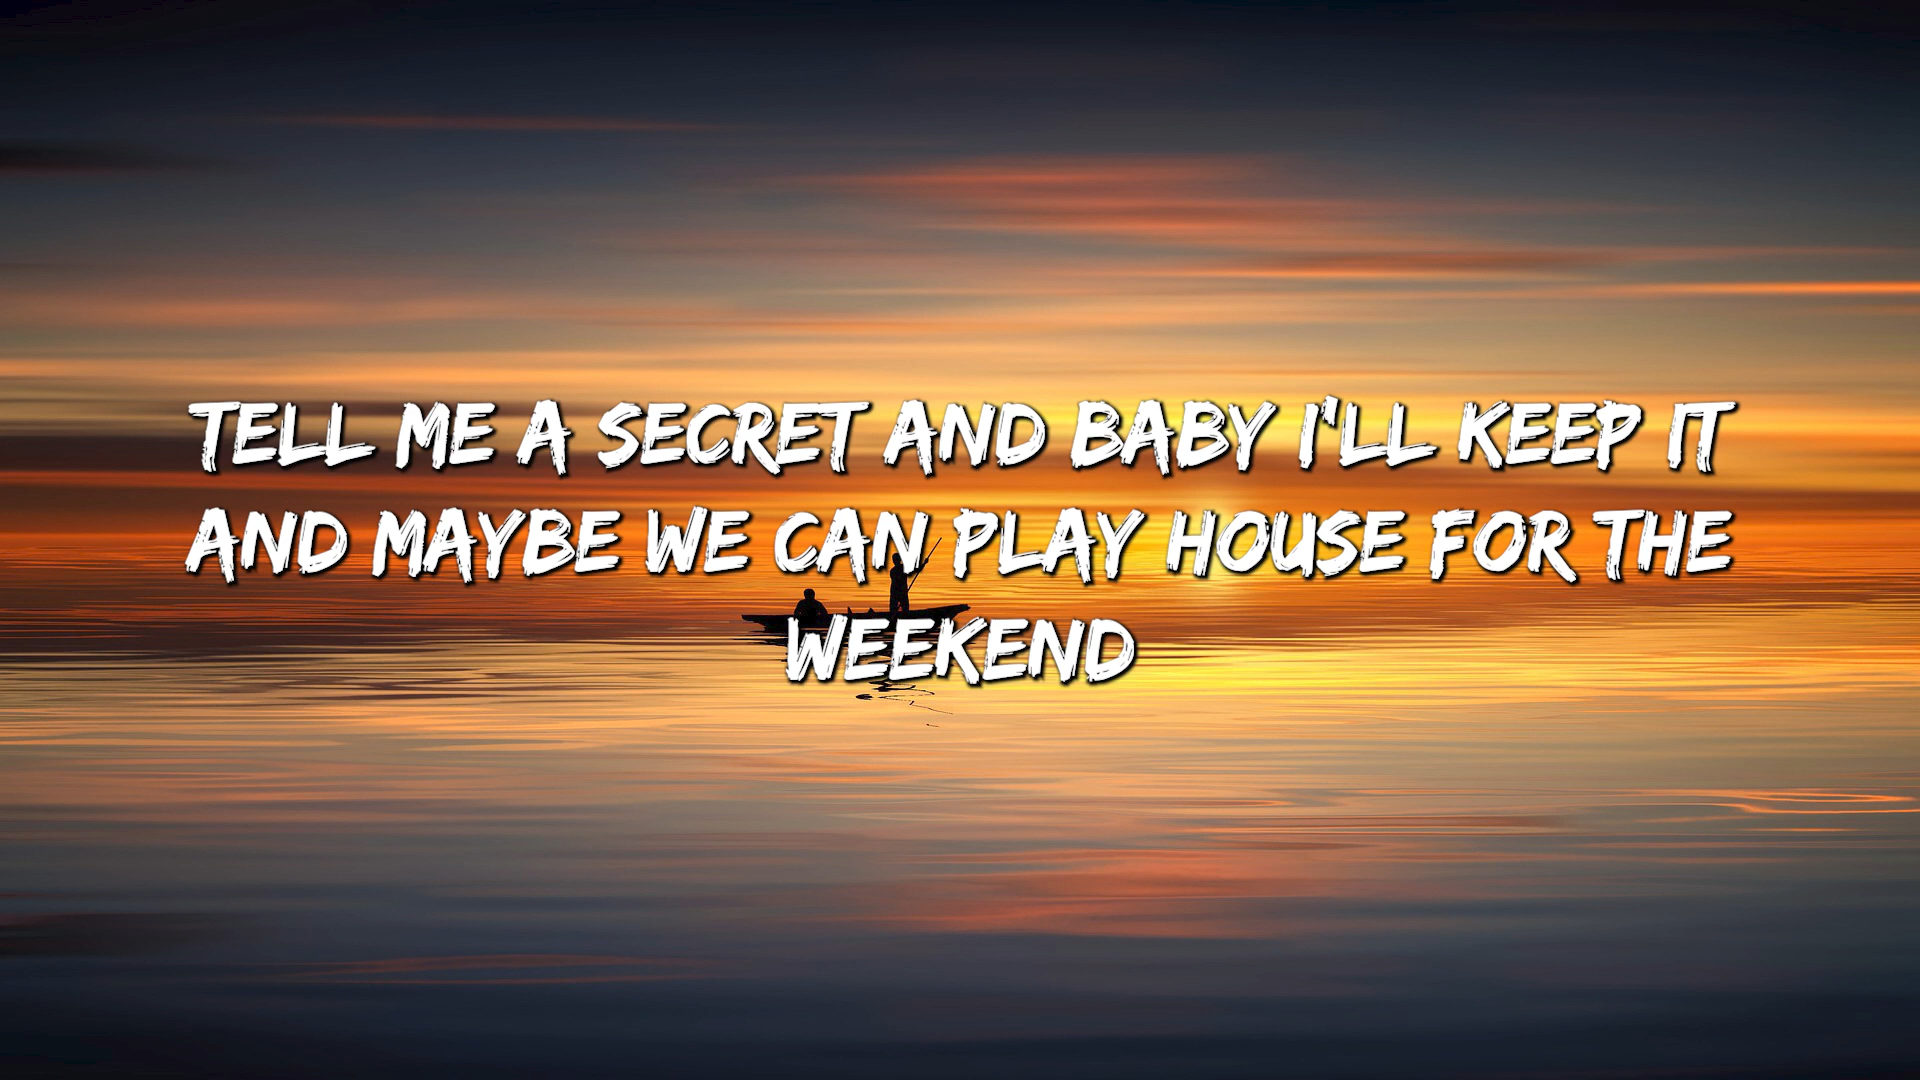 TELL ME A SECRET AND BABY I'LL KEEP IT
AND MAYBE WE CAN PLAY HOUSE FOR THE
WEEKEND